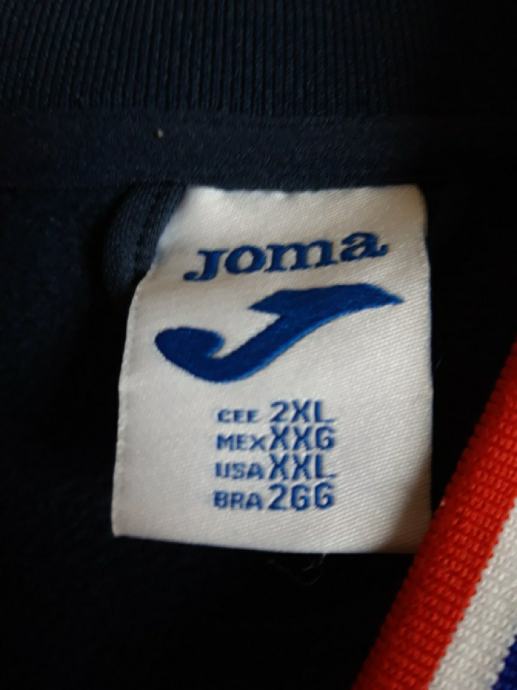 Joma
CEE 2XL
MEX XXG
USA XXL
BRA 2GG